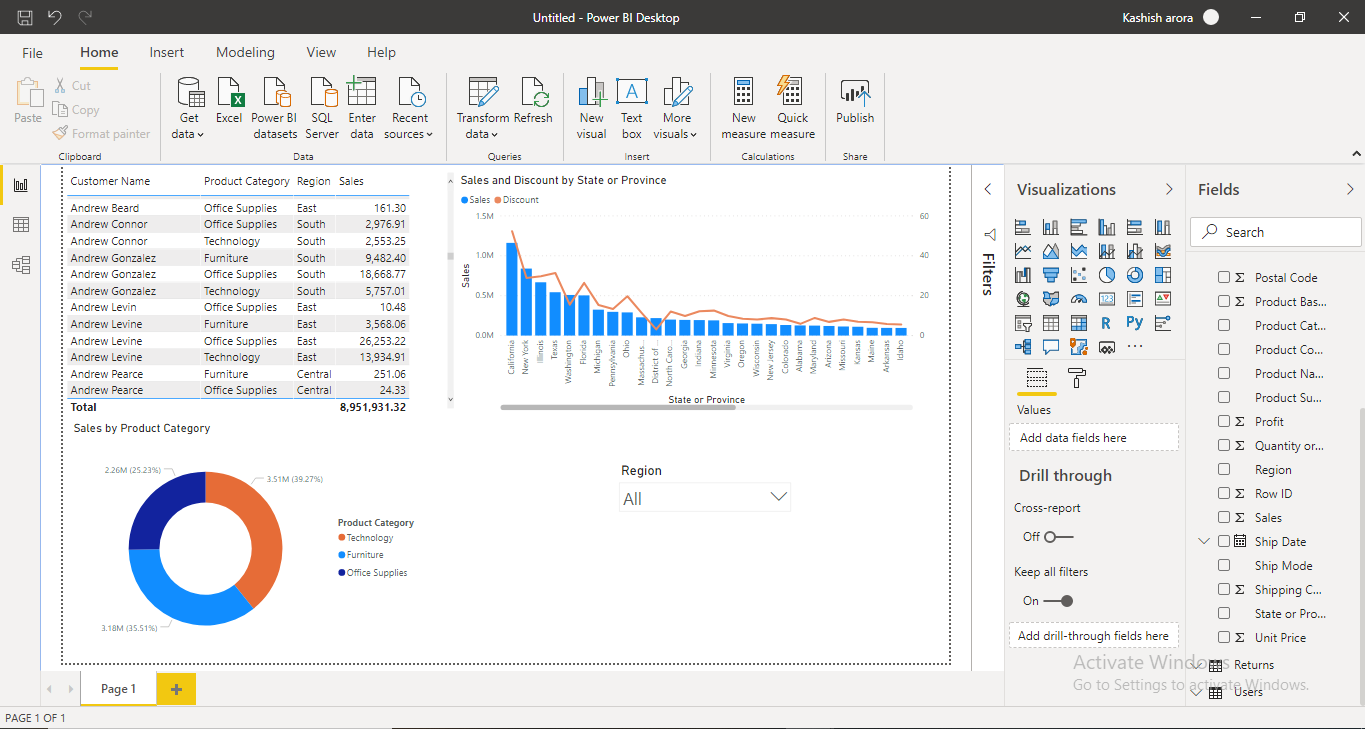 Untitled - Power BI Desktop
Kashish arora
File Home Insert Modeling View Help
Paste
Cut
Copy
Format painter
Clipboard
Get data
Excel
Power BI datasets
SQL Server
Enter data
Recent sources
Data
Transform data
Refresh
Queries
New visual
Text box
More visuals
Insert
New measure
Quick measure
Calculations
Publish
Share
Customer Name Product Category Region Sales
Andrew Beard Office Supplies East 161.30
Andrew Connor Office Supplies South 2,976.91
Andrew Connor Technology South 2,553.25
Andrew Gonzalez Furniture South 9,482.40
Andrew Gonzalez Office Supplies South 18,668.77
Andrew Gonzalez Technology South 5,757.01
Andrew Levin Office Supplies East 10.48
Andrew Levine Furniture East 3,568.06
Andrew Levine Office Supplies East 26,253.22
Andrew Levine Technology East 13,934.91
Andrew Pearce Furniture Central 251.06
Andrew Pearce Office Supplies Central 24.33
Total 8,951,931.32
Sales and Discount by State or Province
Sales Discount
1.5M
1.0M
0.5M
0.0M
Sales
60
40
20
0
California
New York
Illinois
Texas
Washington
Florida
Michigan
Pennsylvania
Ohio
Massachus...
District of ...
North Caro...
Georgia
Indiana
Minnesota
Virginia
Oregon
Wisconsin
New Jersey
Colorado
Alabama
Maryland
Arizona
Missouri
Kansas
Maine
Arkansas
Idaho
State or Province
Sales by Product Category
2.26M (25.23%)
3.51M (39.27%)
3.18M (35.51%)
Product Category
Technology
Furniture
Office Supplies
Region
All
Filters
Visualizations
R
Py
123
Values
Add data fields here
Drill through
Cross-report
Off
Keep all filters
On
Add drill-through fields here
Fields
Search
Postal Code
Product Bas...
Product Cat...
Product Co...
Product Na...
Product Su...
Profit
Quantity or...
Region
Row ID
Sales
Ship Date
Ship Mode
Shipping C...
State or Pro...
Unit Price
Returns
Users
Activate Windows
Go to Settings to activate Windows.
Page 1
PAGE 1 OF 1